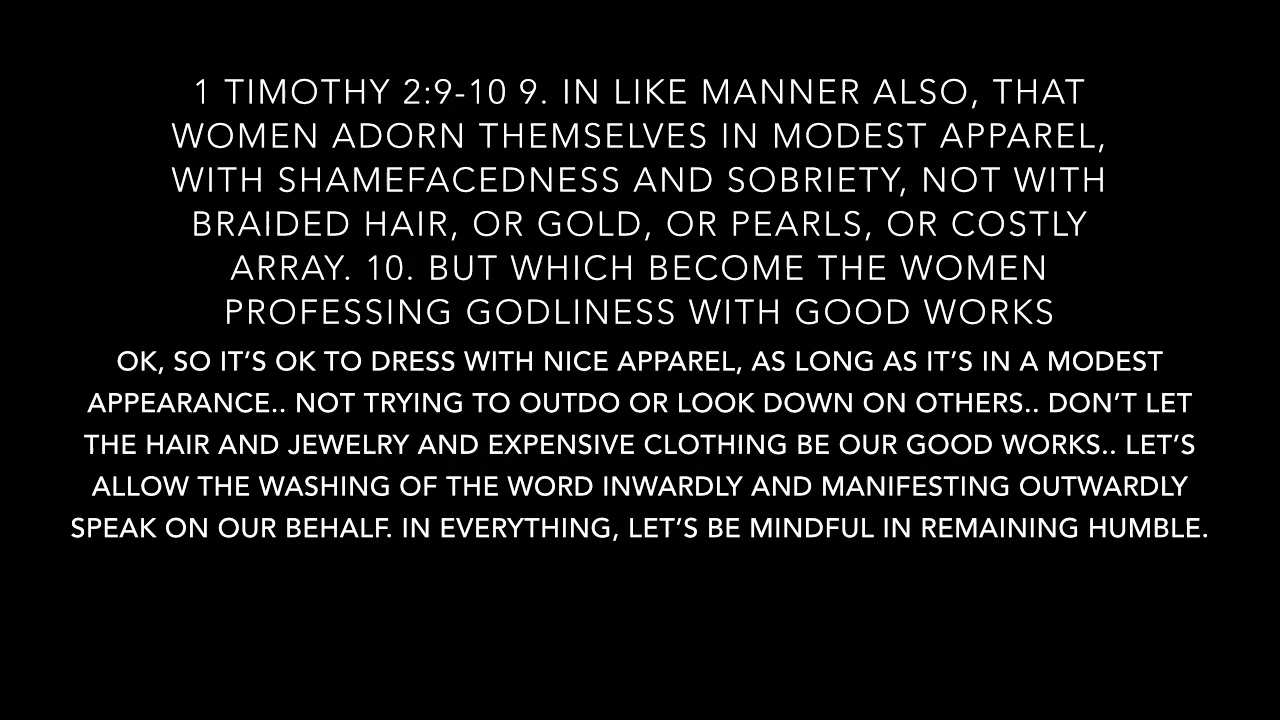 1 TIMOTHY 2:9-10 9. IN LIKE MANNER ALSO, THAT
WOMEN ADORN THEMSELVES IN MODEST APPAREL,
WITH SHAMEFACEDNESS AND SOBRIETY, NOT WITH
BRAIDED HAIR, OR GOLD, OR PEARLS, OR COSTLY
ARRAY. 10. BUT WHICH BECOME THE WOMEN
PROFESSING GODLINESS WITH GOOD WORKS
OK, SO IT’S OK TO DRESS WITH NICE APPAREL, AS LONG AS IT’S IN A MODEST
APPEARANCE.. NOT TRYING TO OUTDO OR LOOK DOWN ON OTHERS.. DON’T LET
THE HAIR AND JEWELRY AND EXPENSIVE CLOTHING BE OUR GOOD WORKS.. LET’S
ALLOW THE WASHING OF THE WORD INWARDLY AND MANIFESTING OUTWARDLY
SPEAK ON OUR BEHALF. IN EVERYTHING, LET’S BE MINDFUL IN REMAINING HUMBLE.